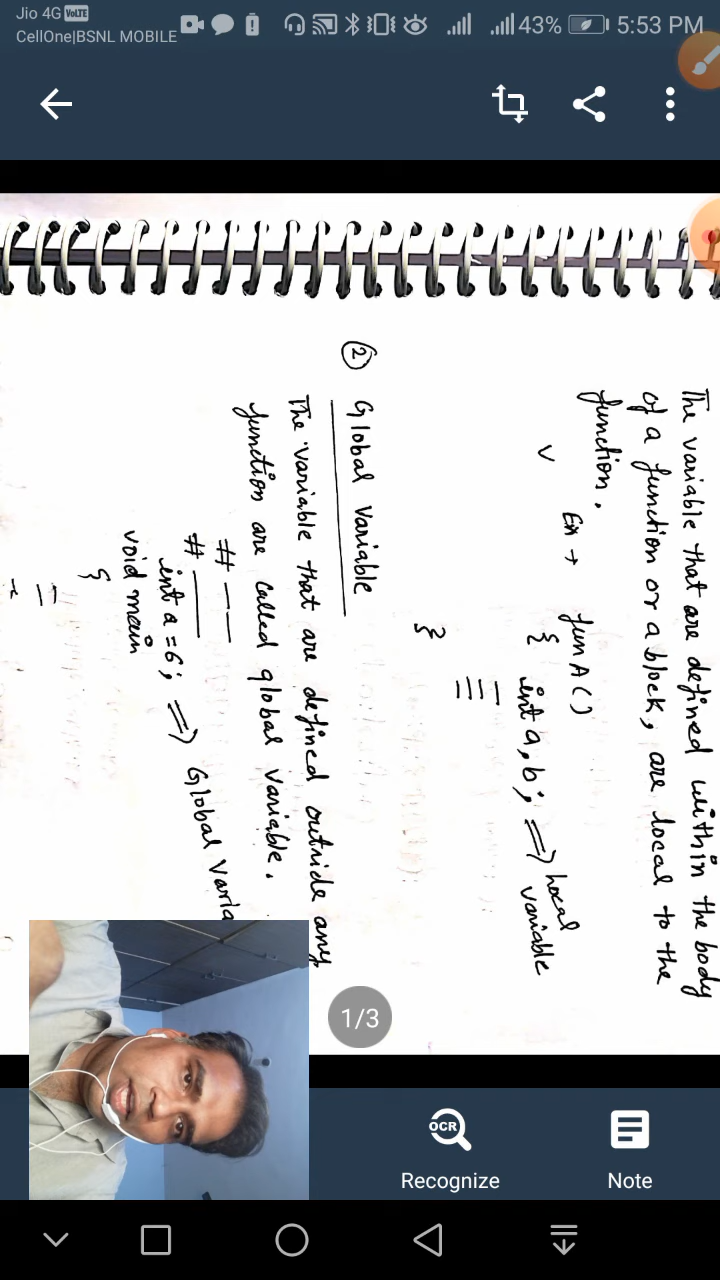 Jio 4G VoLTE
CellOne|BSNL MOBILE
43% 5:53 PM
The variable that are defined within the body
of a function or a block, are local to the
function.
Ex → funA()
{ int a, b; ⇒ Local
variable
}
② Global variable
The variable that are defined outside any
function are called global variable.
# ——
# ——
int a = 6; ⇒ Global varia
void main
{
1/3
OCR
Recognize
Note